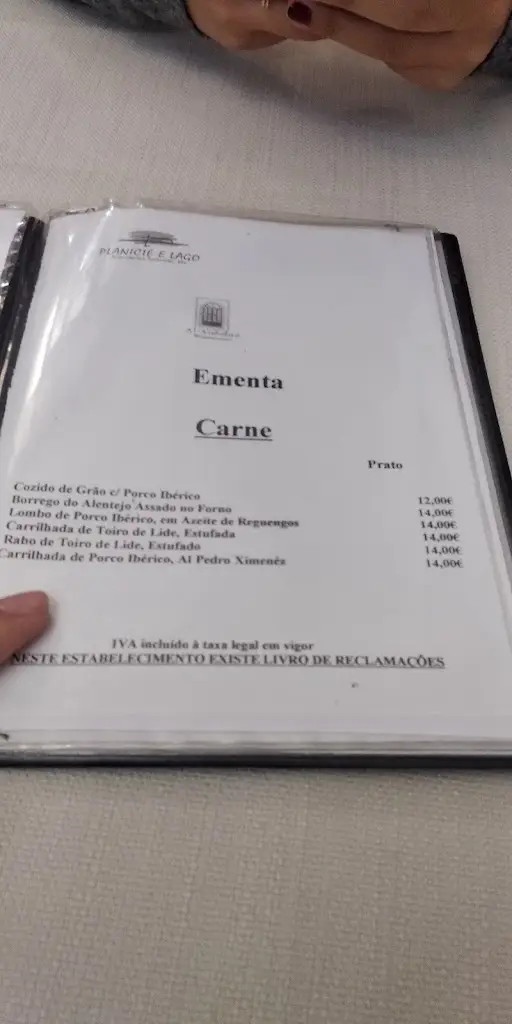 PLANÍCIE E LAGO
Ementa
Carne
Prato
Cozido de Grão c/ Porco Ibérico 12,00€
Borrego do Alentejo Assado no Forno 14,00€
Lombo de Porco Ibérico, em Azeite de Reguengos 14,00€
Carrilhada de Toiro de Lide, Estufada 14,00€
Rabo de Toiro de Lide, Estufado 14,00€
Carrilhada de Porco Ibérico, Al Pedro Ximenéz 14,00€
IVA incluído à taxa legal em vigor
NESTE ESTABELECIMENTO EXISTE LIVRO DE RECLAMAÇÕES